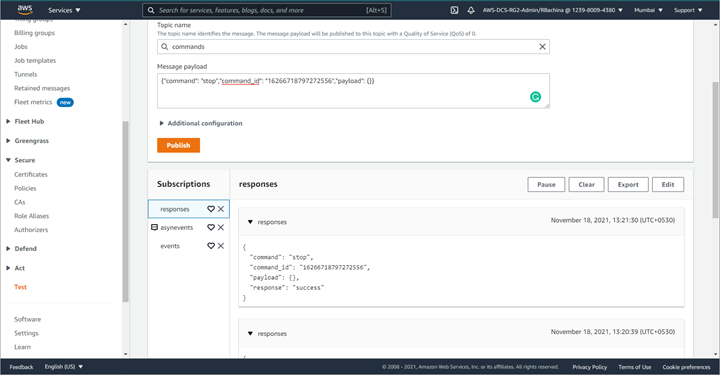 aws
Services
Search for services, features, blogs, docs, and more
[Alt+S]
AWS-DCS-RG2-Admin/RBachina @ 1239-8009-4380
Mumbai
Support
Billing groups
Jobs
Job templates
Tunnels
Retained messages
Fleet metrics new
Fleet Hub
Greengrass
Secure
Certificates
Policies
CAs
Role Aliases
Authorizers
Defend
Act
Test
Software
Settings
Learn
Topic name
The topic name identifies the message. The message payload will be published to this topic with a Quality of Service (QoS) of 0.
commands
Message payload
{"command": "stop","command_id": "16266718797272556","payload": {}}
Additional configuration
Publish
Subscriptions
responses
asynevents
events
responses
Pause
Clear
Export
Edit
responses
November 18, 2021, 13:21:30 (UTC+0530)
{
"command": "stop",
"command_id": "16266718797272556",
"payload": {},
"response": "success"
}
responses
November 18, 2021, 13:20:39 (UTC+0530)
Feedback
English (US)
© 2008 - 2021, Amazon Web Services, Inc. or its affiliates. All rights reserved.
Privacy Policy
Terms of Use
Cookie preferences